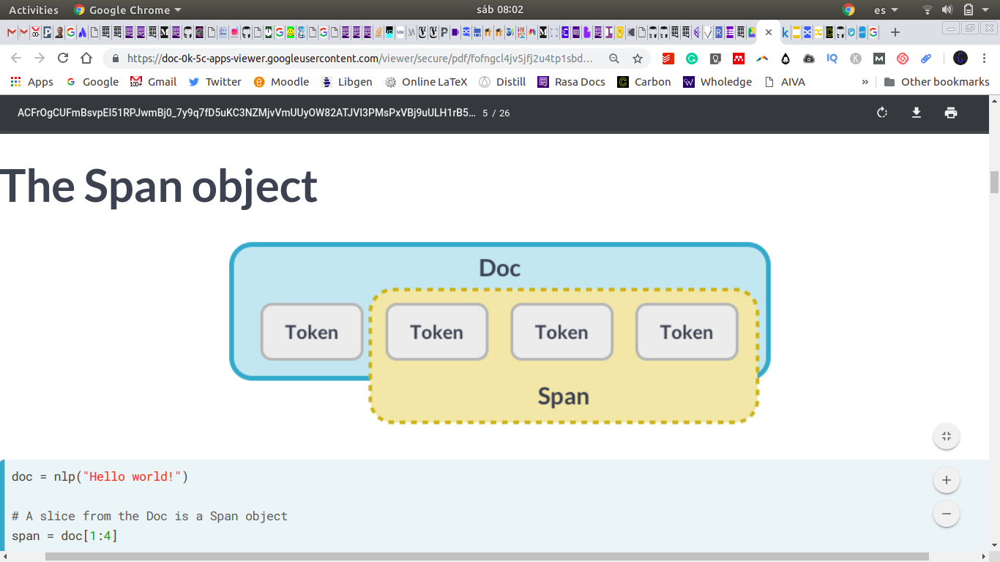 Activities Google Chrome sáb 08:02 es
https://doc-0k-5c-apps-viewer.googleusercontent.com/viewer/secure/pdf/fofngcl4jv5jfj2u4tp1sbd...
Apps Google Gmail Twitter Moodle Libgen Online LaTeX Distill Rasa Docs Carbon Wholedge AIVA » Other bookmarks
5 / 26
The Span object
Doc
Token Token Token Token
Span
doc = nlp("Hello world!")
# A slice from the Doc is a Span object
span = doc[1:4]